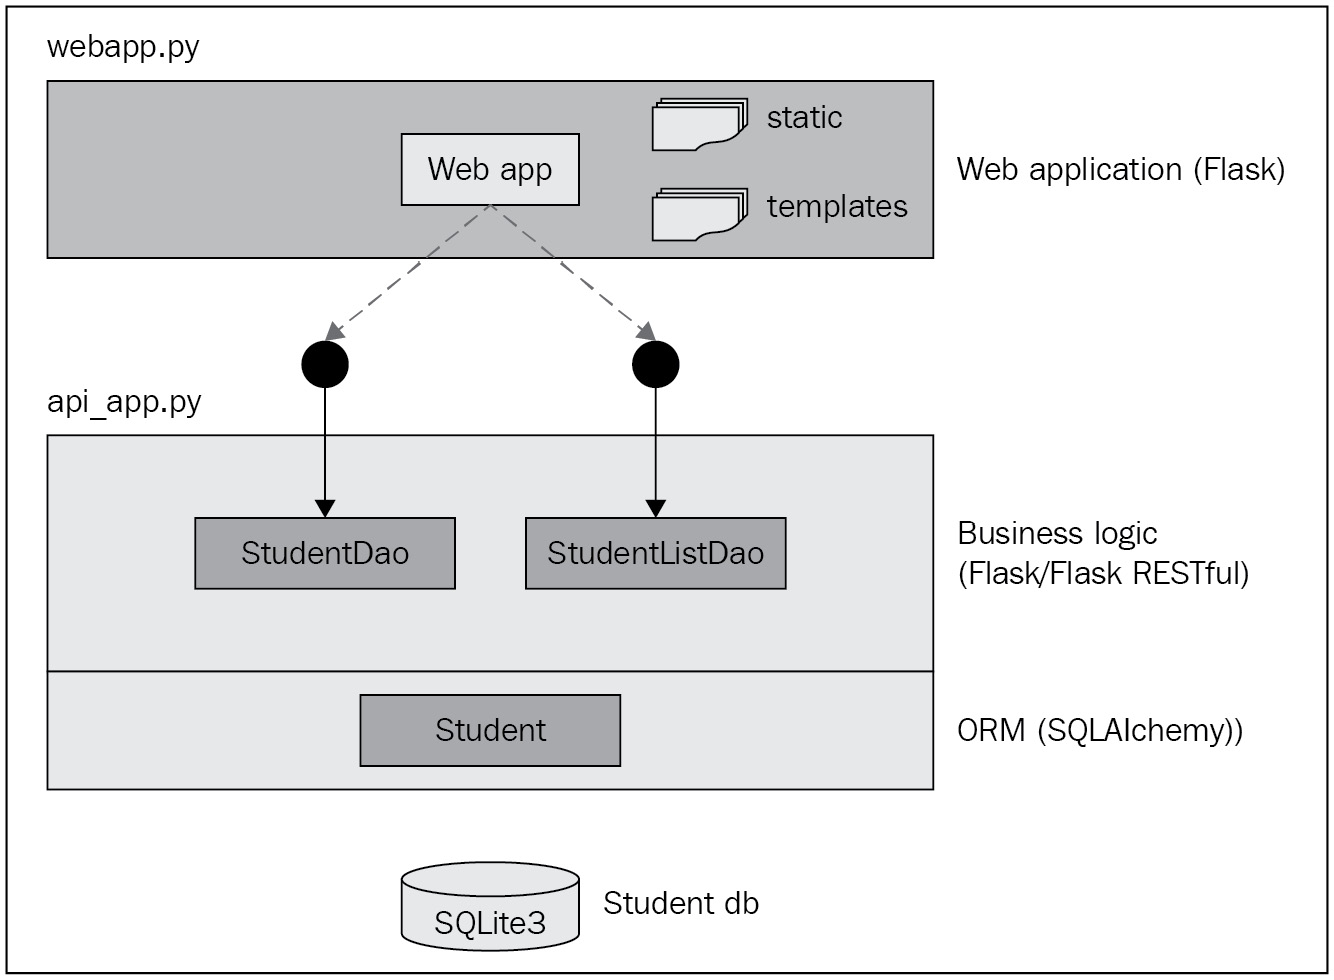 webapp.py
static
Web app
Web application (Flask)
templates
api_app.py
StudentDao
StudentListDao
Business logic
(Flask/Flask RESTful)
Student
ORM (SQLAlchemy))
SQLite3
Student db